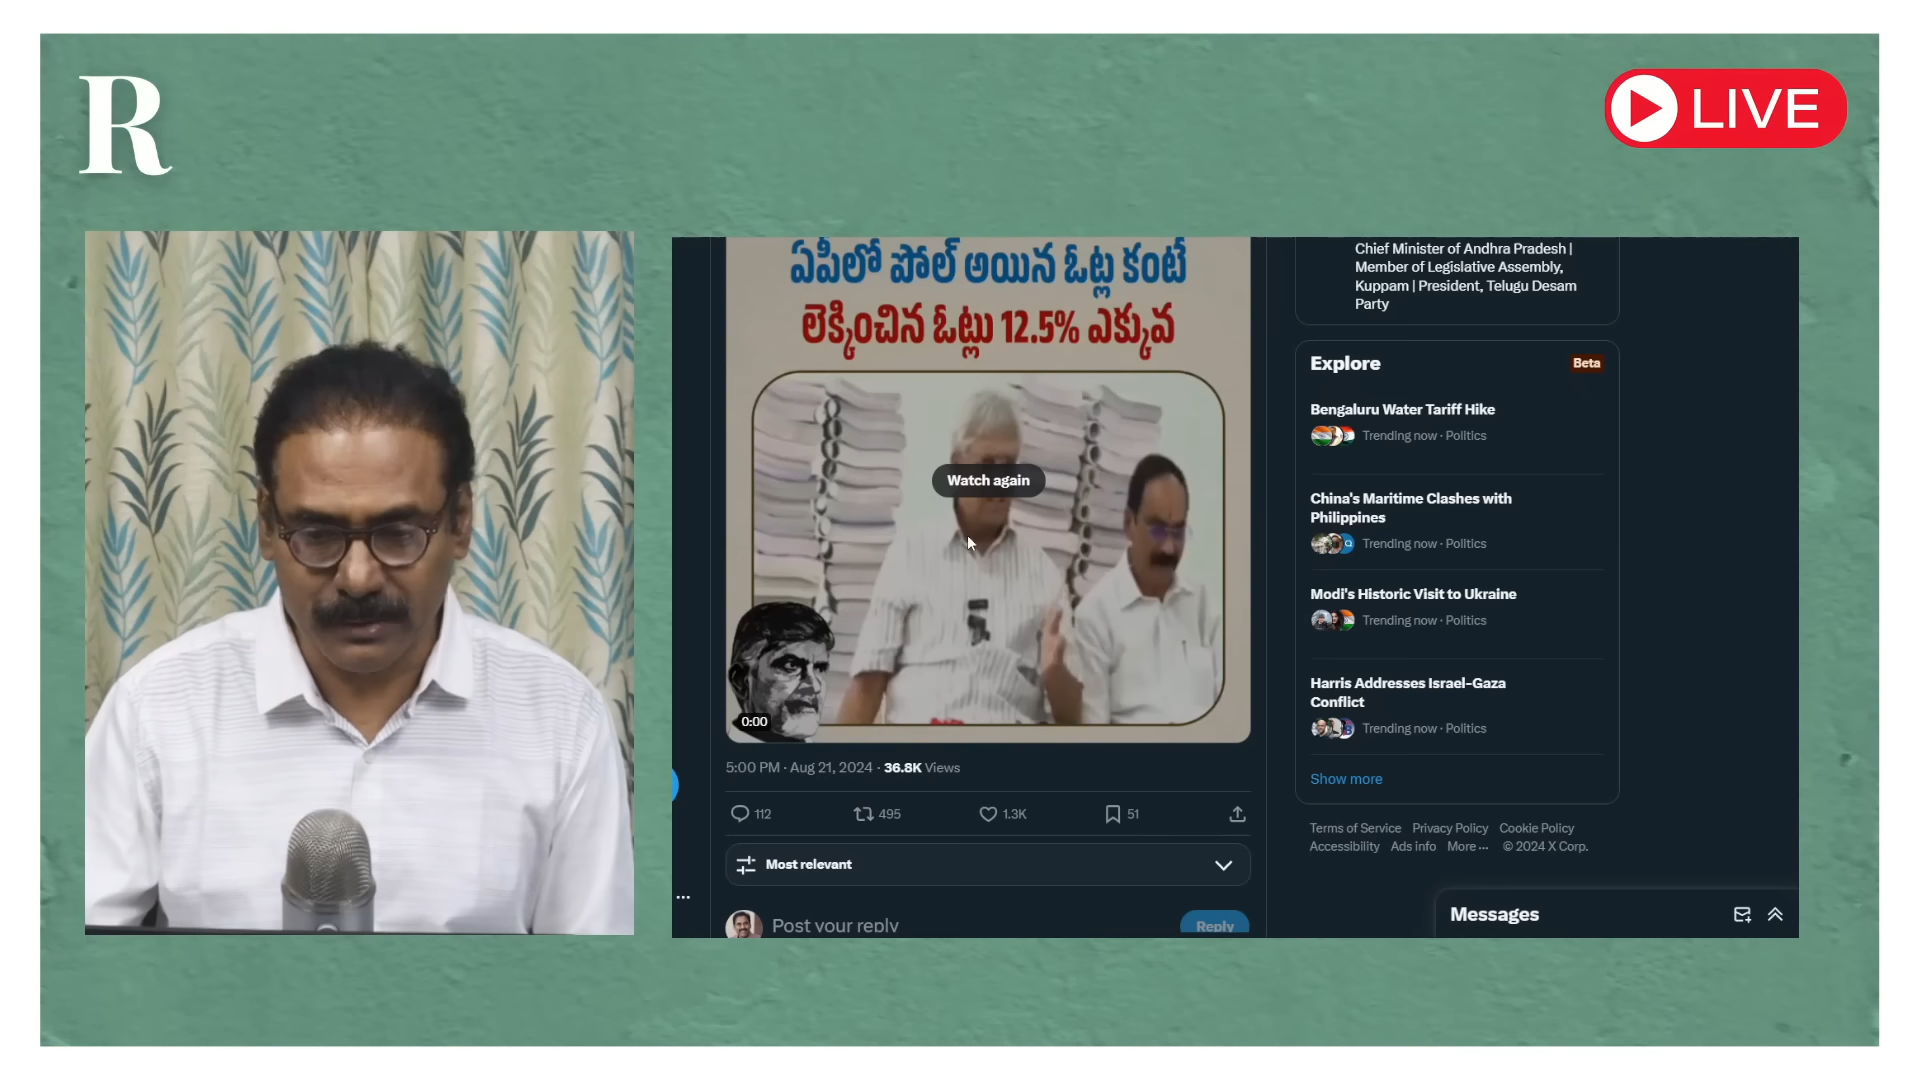 R
LIVE
ఏపీలో పోల్ అయిన ఓట్ల కంటే
లెక్కించిన ఓట్లు 12.5% ఎక్కువ
Watch again
0:00
5:00 PM · Aug 21, 2024 · 36.8K Views
112 495 1.3K 51
Most relevant
Post your reply
Reply
Chief Minister of Andhra Pradesh |
Member of Legislative Assembly,
Kuppam | President, Telugu Desam
Party
Explore Beta
Bengaluru Water Tariff Hike
Trending now · Politics
China's Maritime Clashes with
Philippines
Trending now · Politics
Modi's Historic Visit to Ukraine
Trending now · Politics
Harris Addresses Israel-Gaza
Conflict
Trending now · Politics
Show more
Terms of Service Privacy Policy Cookie Policy
Accessibility Ads info More ... © 2024 X Corp.
Messages